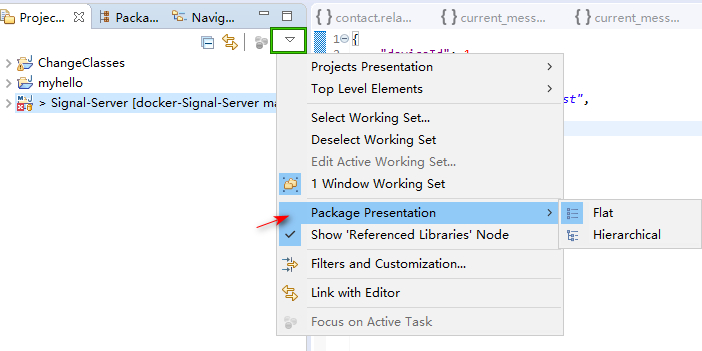 Projec...
Packa...
Navig...
contact.rela...
current_mess...
current_mess...
1
{
ChangeClasses
myhello
> Signal-Server [docker-Signal-Server ma
Projects Presentation
Top Level Elements
st",
Select Working Set...
Deselect Working Set
Edit Active Working Set...
1 Window Working Set
Package Presentation
Flat
Show 'Referenced Libraries' Node
Hierarchical
Filters and Customization...
Link with Editor
Focus on Active Task